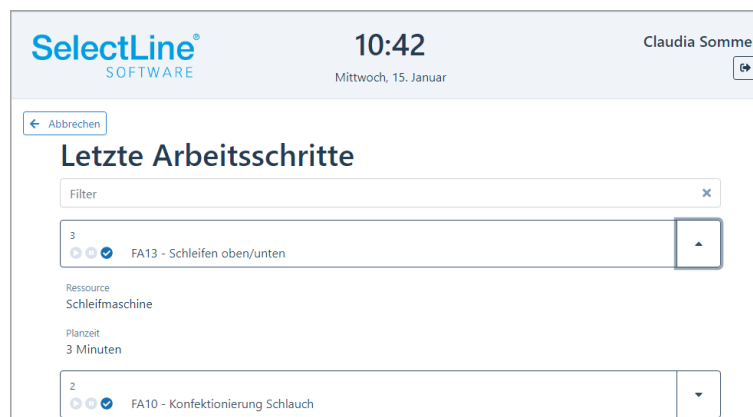 SelectLine®
SOFTWARE
10:42
Mittwoch, 15. Januar
Claudia Somme
Abbrechen
Letzte Arbeitsschritte
Filter
3
FA13 - Schleifen oben/unten
Ressource
Schleifmaschine
Planzeit
3 Minuten
2
FA10 - Konfektionierung Schlauch